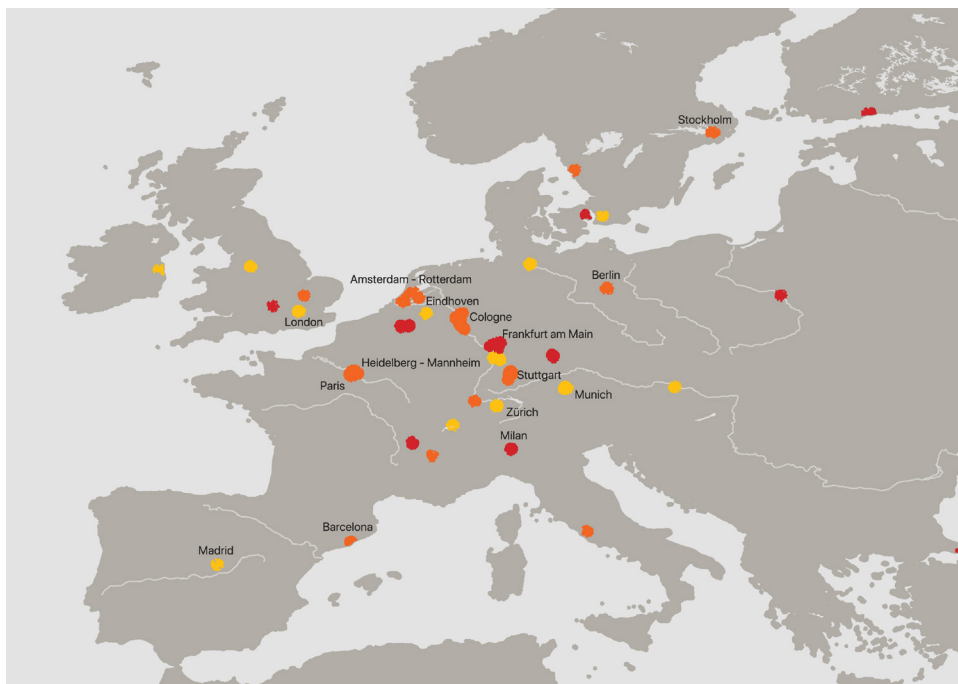 Stockholm
Amsterdam – Rotterdam
Berlin
Eindhoven
Cologne
London
Frankfurt am Main
Heidelberg – Mannheim
Stuttgart
Paris
Munich
Zürich
Milan
Barcelona
Madrid